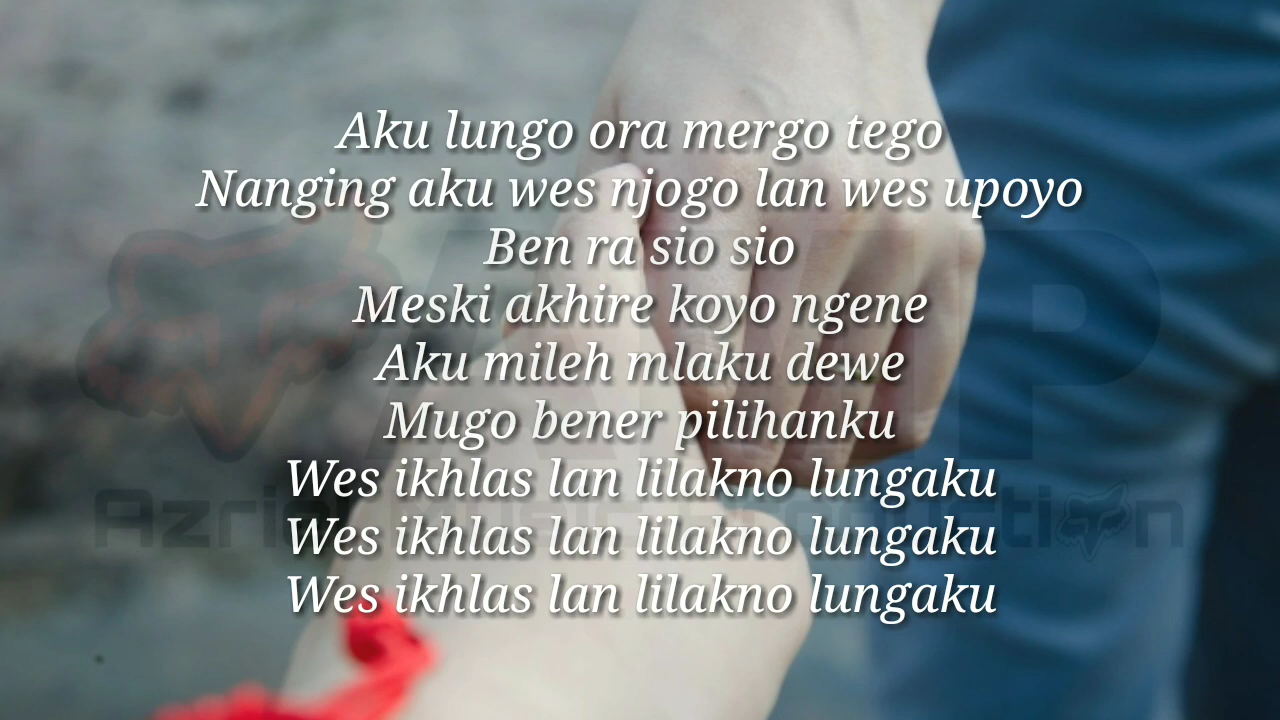 Aku lungo ora mergo tego
Nanging aku wes njogo lan wes upoyo
Ben ra sio sio
Meski akhire koyo ngene
Aku mileh mlaku dewe
Mugo bener pilihanku
Wes ikhlas lan lilakno lungaku
Wes ikhlas lan lilakno lungaku
Wes ikhlas lan lilakno lungaku